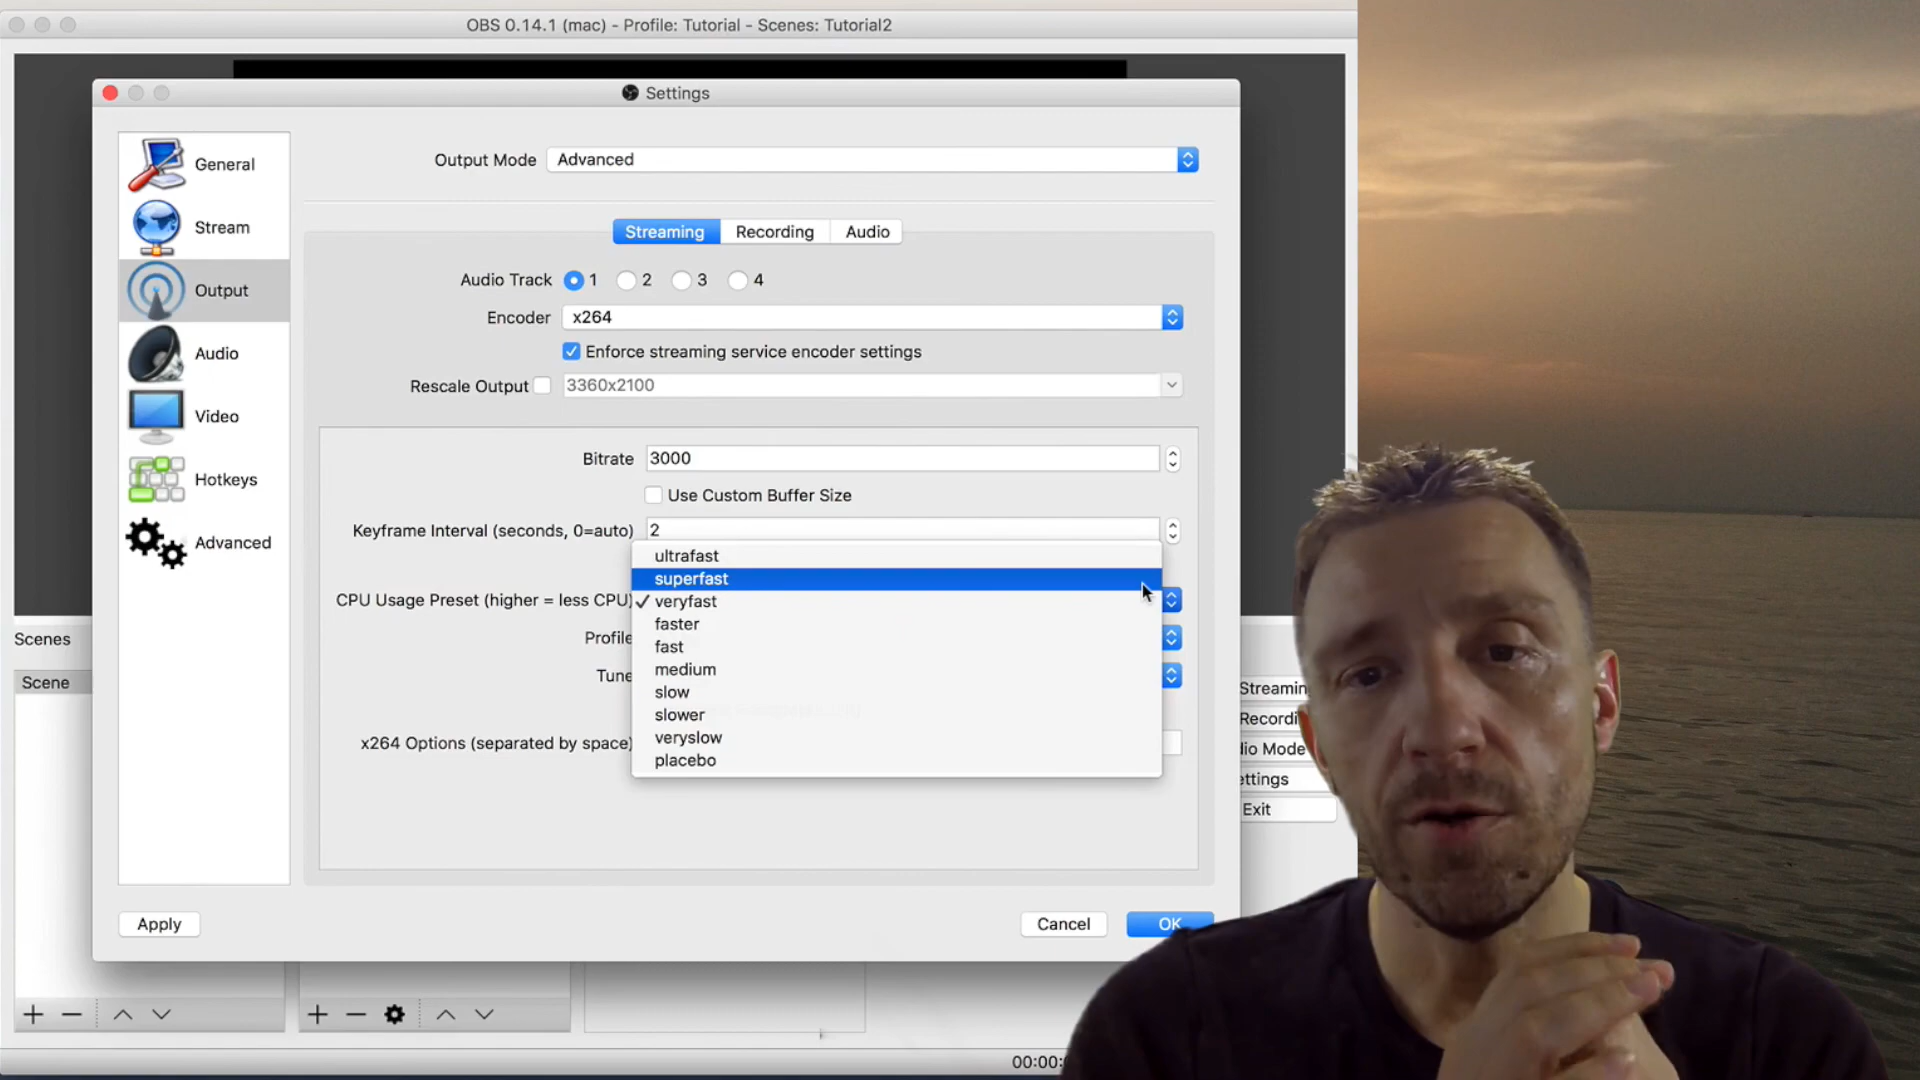 OBS 0.14.1 (mac) - Profile: Tutorial - Scenes: Tutorial2
Settings
General
Stream
Output
Audio
Video
Hotkeys
Advanced
Output Mode Advanced
Streaming Recording Audio
Audio Track 1 2 3 4
Encoder x264
Enforce streaming service encoder settings
Rescale Output 3360x2100
Bitrate 3000
Use Custom Buffer Size
Keyframe Interval (seconds, 0=auto) 2
CPU Usage Preset (higher = less CPU)
ultrafast
superfast
✓ veryfast
faster
fast
medium
slow
slower
veryslow
placebo
Profile
Tune
x264 Options (separated by space)
Apply
Cancel
OK
Scenes
Scene
Streamin
Recordi
dio Mode
ettings
Exit
00:00: